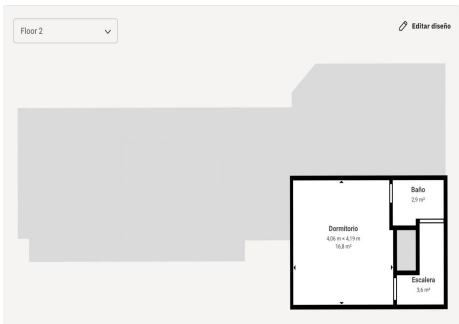 Floor 2
Editar diseño
Baño
2,9 m²
Dormitorio
4,06 m × 4,19 m
16,8 m²
Escalera
3,6 m²